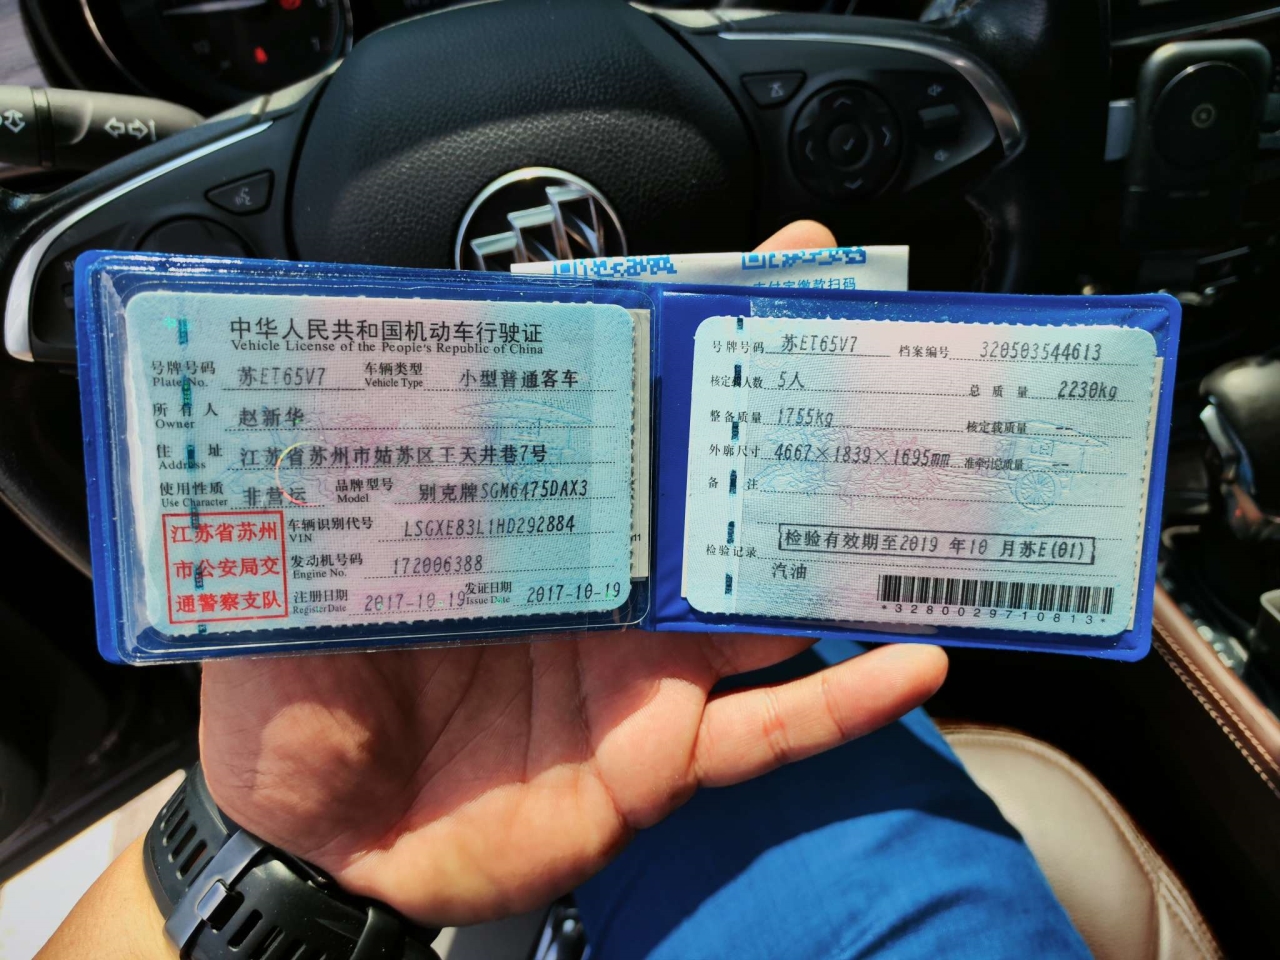 中华人民共和国机动车行驶证
Vehicle License of the People's Republic of China
号牌号码 苏ET65V7 车辆类型 小型普通客车
Plate No. Vehicle Type
所有人 赵新华
Owner
住址 江苏省苏州市姑苏区王天井巷7号
Address
使用性质 非营运 品牌型号 别克牌SGM6475DAX3
Use Character Model
江苏省苏州
市公安局交
通警察支队
车辆识别代号 LSGXE83L1HD292884
VIN
发动机号码 172006388
Engine No.
注册日期 2017-10-19 发证日期 2017-10-19
Register Date Issue Date
支付宝缴款扫码
号牌号码 苏ET65V7 档案编号 320503544613
核定载人数 5人 总质量 2230kg
整备质量 1755kg 核定载质量 --
外廓尺寸 4667×1839×1695mm 准牵引总质量 --
备注
检验记录 检验有效期至2019年10月苏E(01)
汽油
*3280029710813*